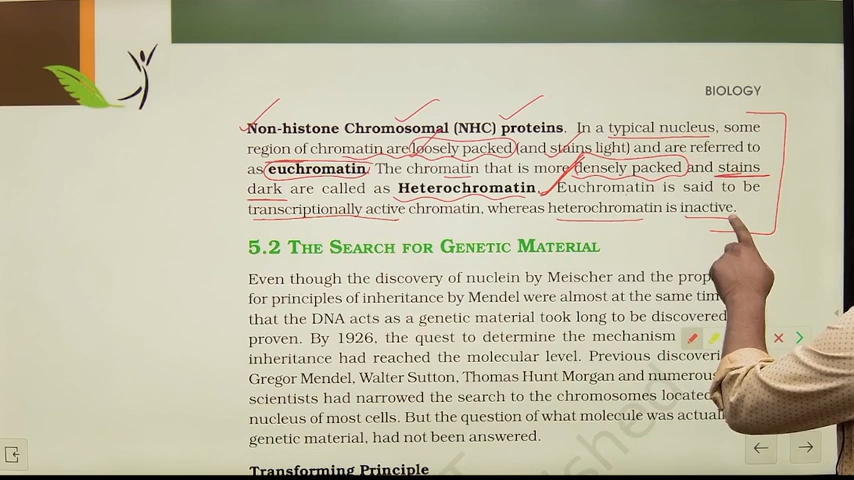 BIOLOGY
Non-histone Chromosomal (NHC) proteins. In a typical nucleus, some
region of chromatin are loosely packed (and stains light) and are referred to
as euchromatin. The chromatin that is more densely packed and stains
dark are called as Heterochromatin. Euchromatin is said to be
transcriptionally active chromatin, whereas heterochromatin is inactive.
5.2 THE SEARCH FOR GENETIC MATERIAL
Even though the discovery of nuclein by Meischer and the
for principles of inheritance by Mendel were almost at the same
that the DNA acts as a genetic material took long to be discovered
proven. By 1926, the quest to determine the mechanism
inheritance had reached the molecular level. Previous
Gregor Mendel, Walter Sutton, Thomas Hunt Morgan and numerous
scientists had narrowed the search to the chromosomes located
nucleus of most cells. But the question of what molecule was
genetic material, had not been answered.
Transforming Principle